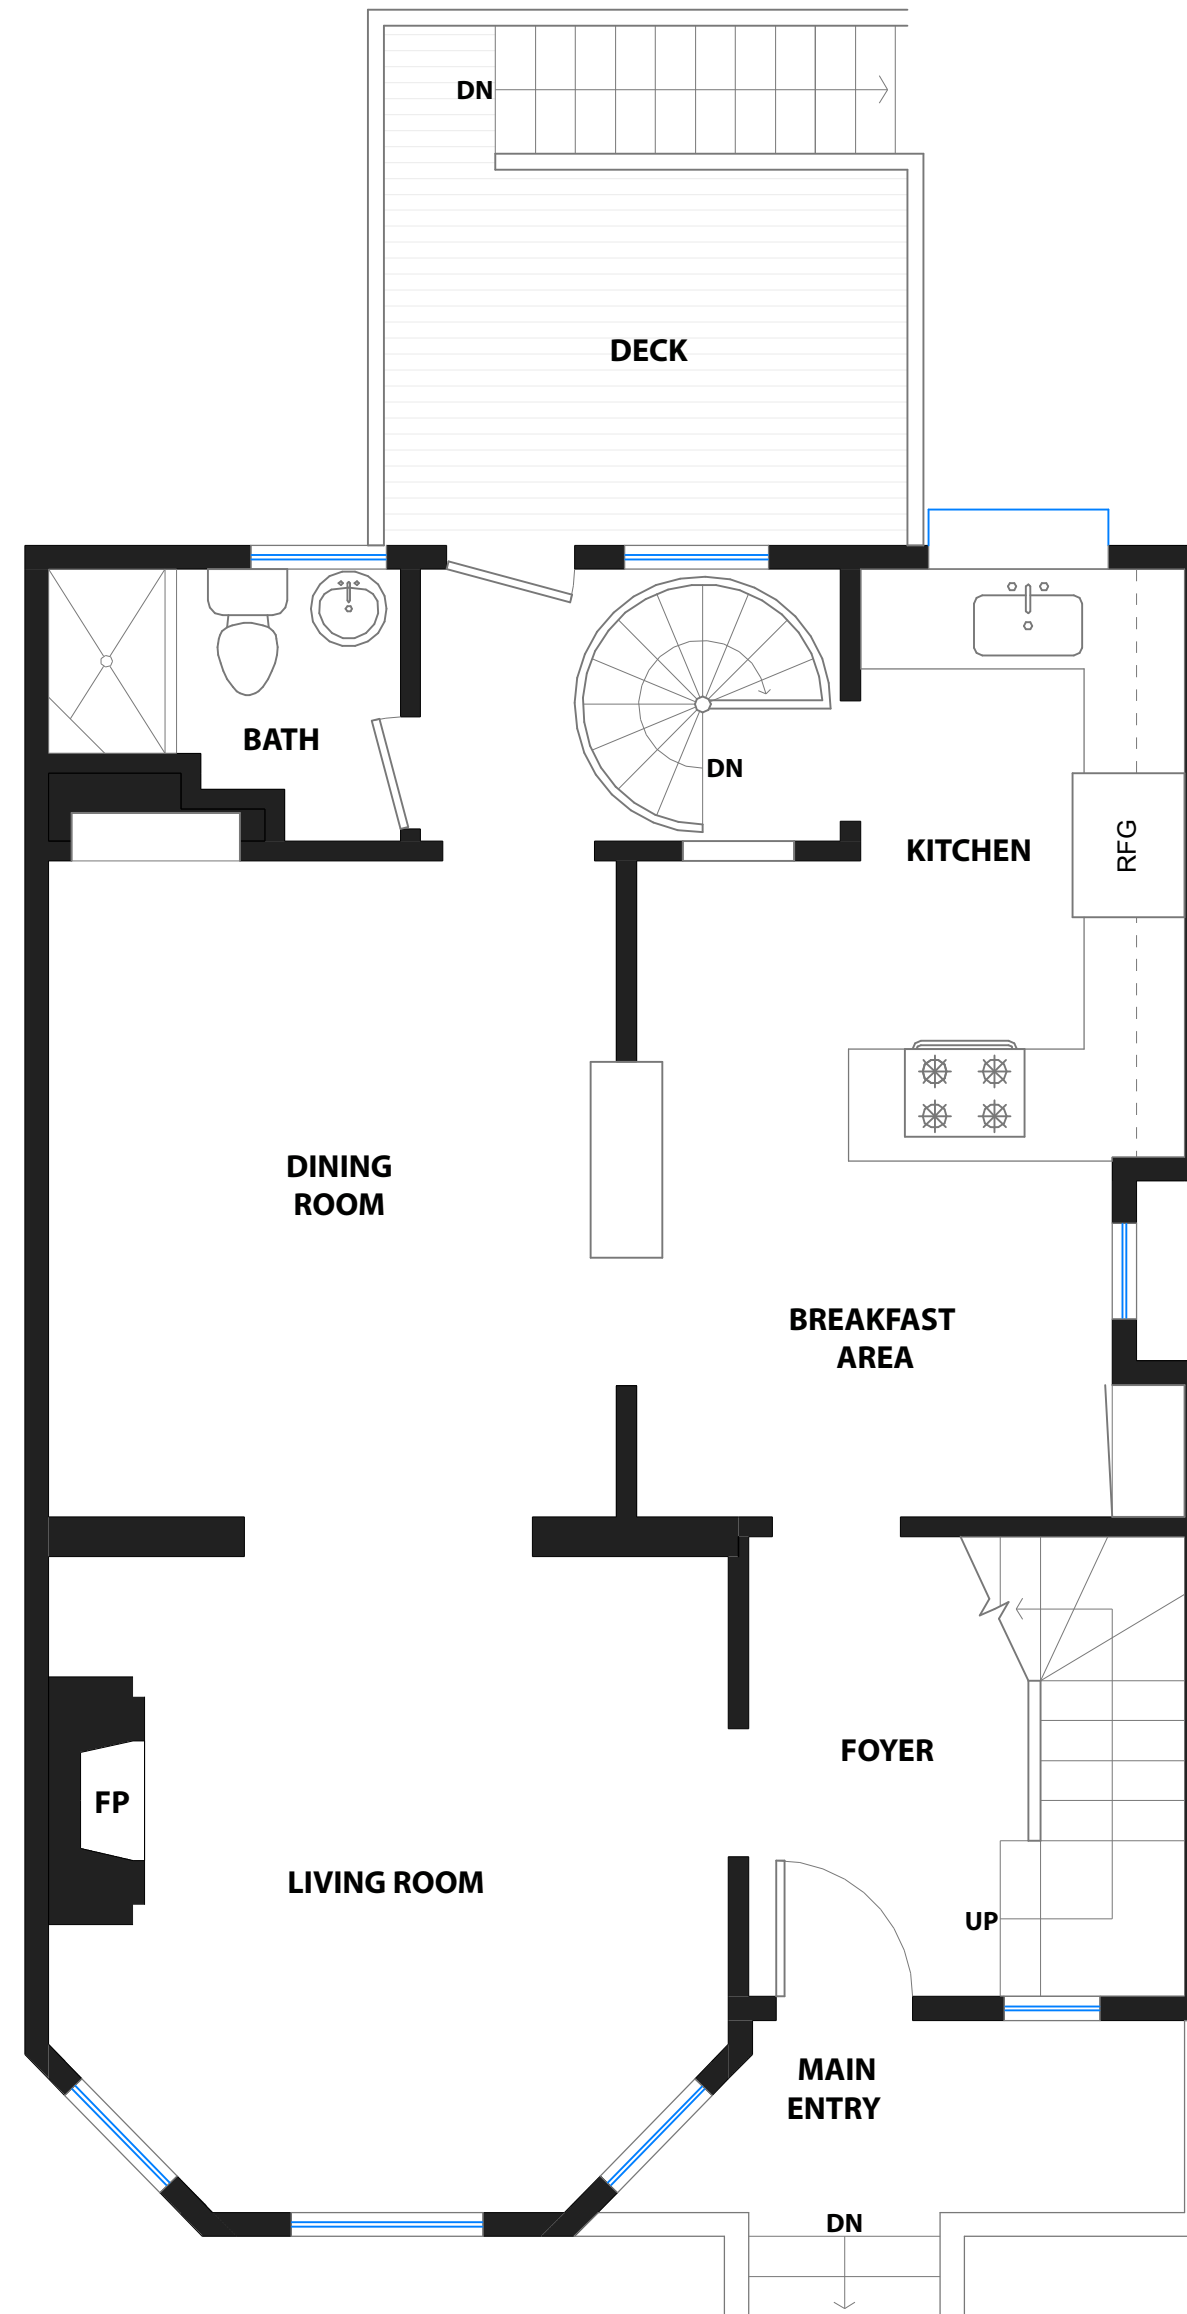 DN
DECK
BATH
DN
KITCHEN
RFG
DINING
ROOM
BREAKFAST
AREA
FOYER
FP
LIVING ROOM
UP
MAIN
ENTRY
DN